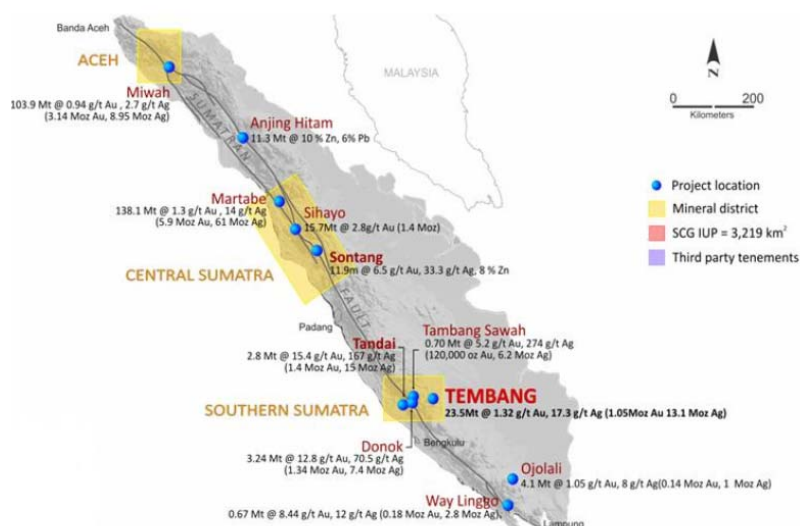 Banda Aceh
ACEH
MALAYSIA
N
0 200
Kilometers
Miwah
103.9 Mt @ 0.94 g/t Au , 2.7 g/t Ag
(3.14 Moz Au, 8.95 Moz Ag)
SUMATRAN
Anjing Hitam
11.3 Mt @ 10 % Zn, 6% Pb
Project location
Mineral district
SCG IUP = 3,219 km²
Third party tenements
Martabe
138.1 Mt @ 1.3 g/t Au , 14 g/t Ag
(5.9 Moz Au, 61 Moz Ag)
Sihayo
15.7Mt @ 2.8g/t Au (1.4 Moz)
Sontang
11.9m @ 6.5 g/t Au, 33.3 g/t Ag, 8 % Zn
CENTRAL SUMATRA
FAULT
Padang
Tandai
2.8 Mt @ 15.4 g/t Au, 167 g/t Ag
(1.4 Moz Au, 15 Moz Ag)
Tambang Sawah
0.70 Mt @ 5.2 g/t Au, 274 g/t Ag
(120,000 oz Au, 6.2 Moz Ag)
TEMBANG
23.5Mt @ 1.32 g/t Au, 17.3 g/t Ag (1.05Moz Au 13.1 Moz Ag)
SOUTHERN SUMATRA
Donok
3.24 Mt @ 12.8 g/t Au, 70.5 g/t Ag
(1.34 Moz Au, 7.4 Moz Ag)
Bengkulu
Ojolali
4.1 Mt @ 1.05 g/t Au, 8 g/t Ag(0.14 Moz Au, 1 Moz Ag)
Way Linggo
0.67 Mt @ 8.44 g/t Au, 12 g/t Ag (0.18 Moz Au, 2.8 Moz Ag)
Lampung